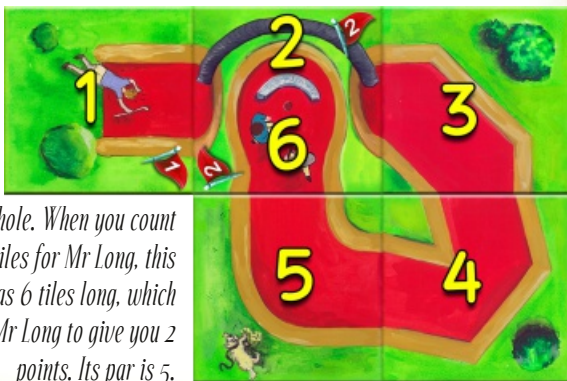 2
2
1
3
6
1
2
hole. When you count
iles for Mr Long, this
as 6 tiles long, which
Mr Long to give you 2
points. Its par is 5.
5
4